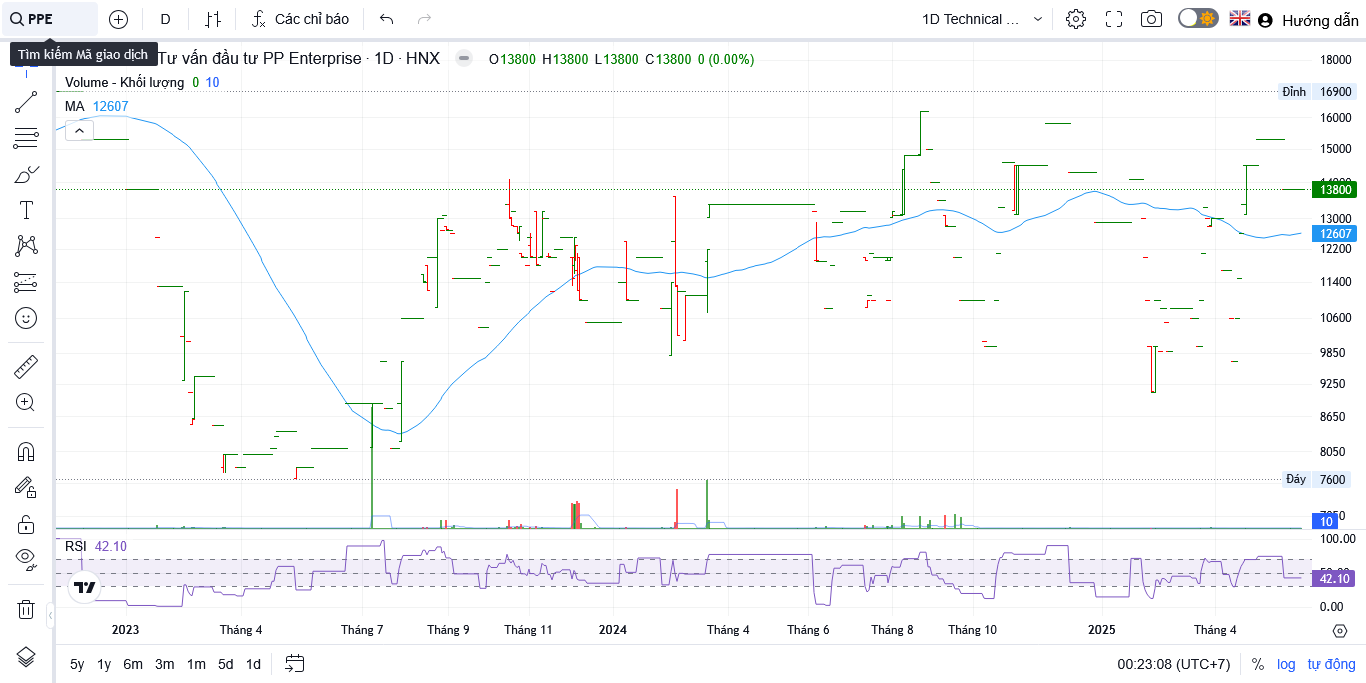 PPE
D
Các chỉ báo
1D Technical ...
Hướng dẫn
Tìm kiếm Mã giao dịch
Tư vấn đầu tư PP Enterprise · 1D · HNX
O13800 H13800 L13800 C13800 0 (0.00%)
Volume - Khối lượng 0 10
MA 12607
18000
Đỉnh 16900
16000
15000
13800
13000
12607
12200
11400
10600
9850
9250
8650
8050
Đáy 7600
10
RSI 42.10
100.00
42.10
0.00
2023 Tháng 4 Tháng 7 Tháng 9 Tháng 11 2024 Tháng 4 Tháng 6 Tháng 8 Tháng 10 2025 Tháng 4
5y 1y 6m 3m 1m 5d 1d
00:23:08 (UTC+7) % log tự động